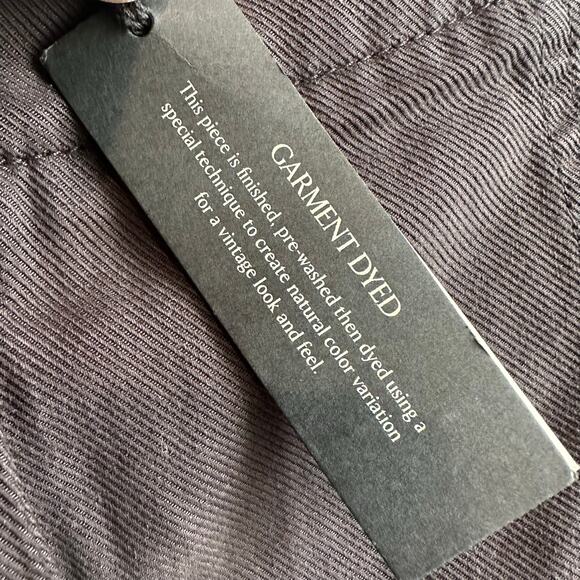 GARMENT DYED
This piece is finished, pre-washed then dyed using a
special technique to create natural color variation
for a vintage look and feel.